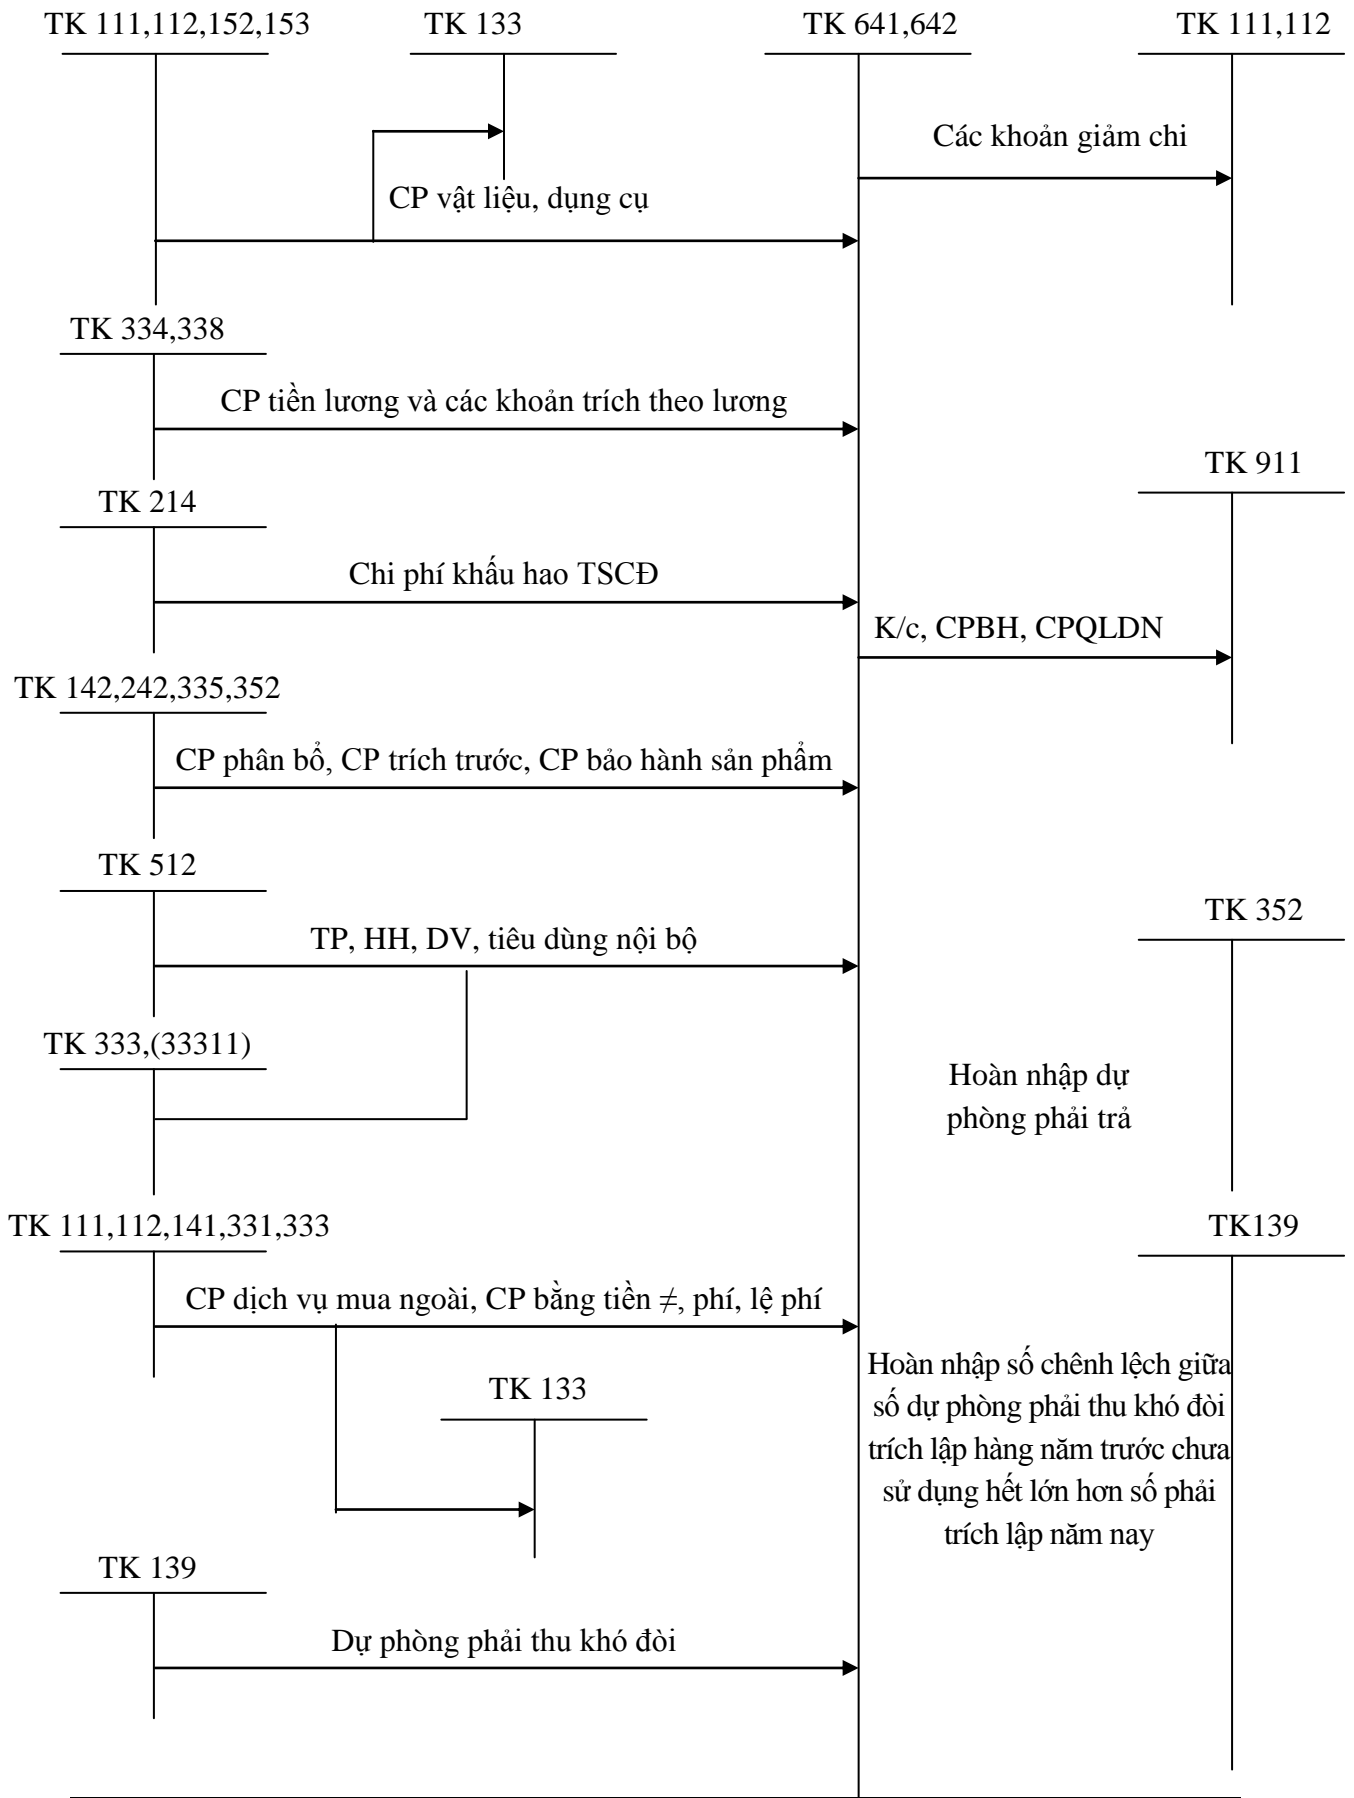 TK 111,112,152,153
TK 133
TK 641,642
TK 111,112
Các khoản giảm chi
CP vật liệu, dụng cụ
TK 334,338
CP tiền lương và các khoản trích theo lương
TK 911
TK 214
Chi phí khấu hao TSCĐ
K/c, CPBH, CPQLDN
TK 142,242,335,352
CP phân bổ, CP trích trước, CP bảo hành sản phẩm
TK 512
TK 352
TP, HH, DV, tiêu dùng nội bộ
TK 333,(33311)
Hoàn nhập dự
phòng phải trả
TK 111,112,141,331,333
TK139
CP dịch vụ mua ngoài, CP bằng tiền ≠, phí, lệ phí
Hoàn nhập số chênh lệch giữa
số dự phòng phải thu khó đòi
trích lập hàng năm trước chưa
sử dụng hết lớn hơn số phải
trích lập năm nay
TK 133
TK 139
Dự phòng phải thu khó đòi